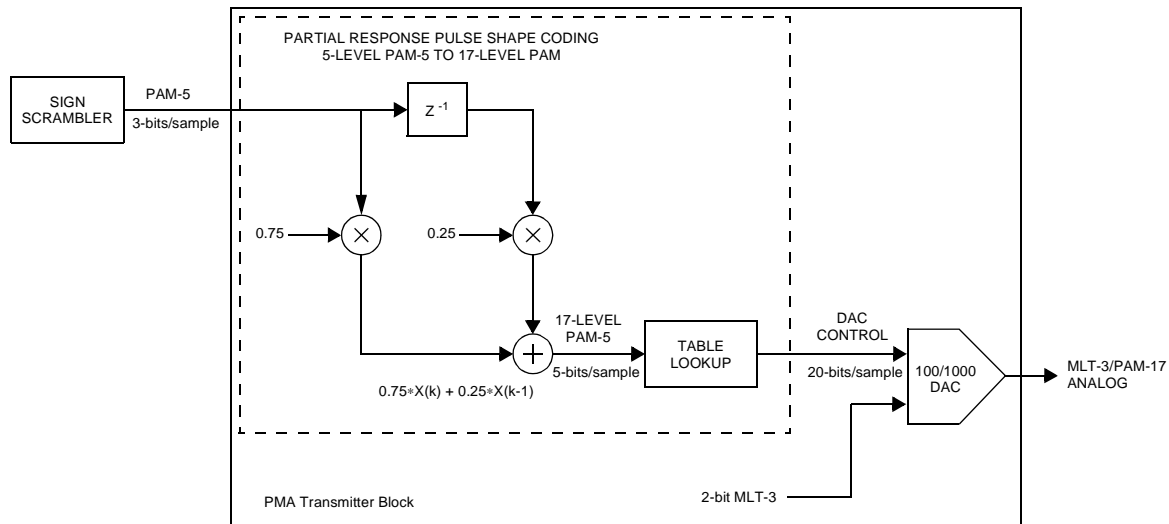 PARTIAL RESPONSE PULSE SHAPE CODING
5-LEVEL PAM-5 TO 17-LEVEL PAM
SIGN
SCRAMBLER
PAM-5
3-bits/sample
Z -1
0.75
0.25
17-LEVEL
PAM-5
5-bits/sample
TABLE
LOOKUP
DAC
CONTROL
20-bits/sample
100/1000
DAC
MLT-3/PAM-17
ANALOG
0.75*X(k) + 0.25*X(k-1)
2-bit MLT-3
PMA Transmitter Block